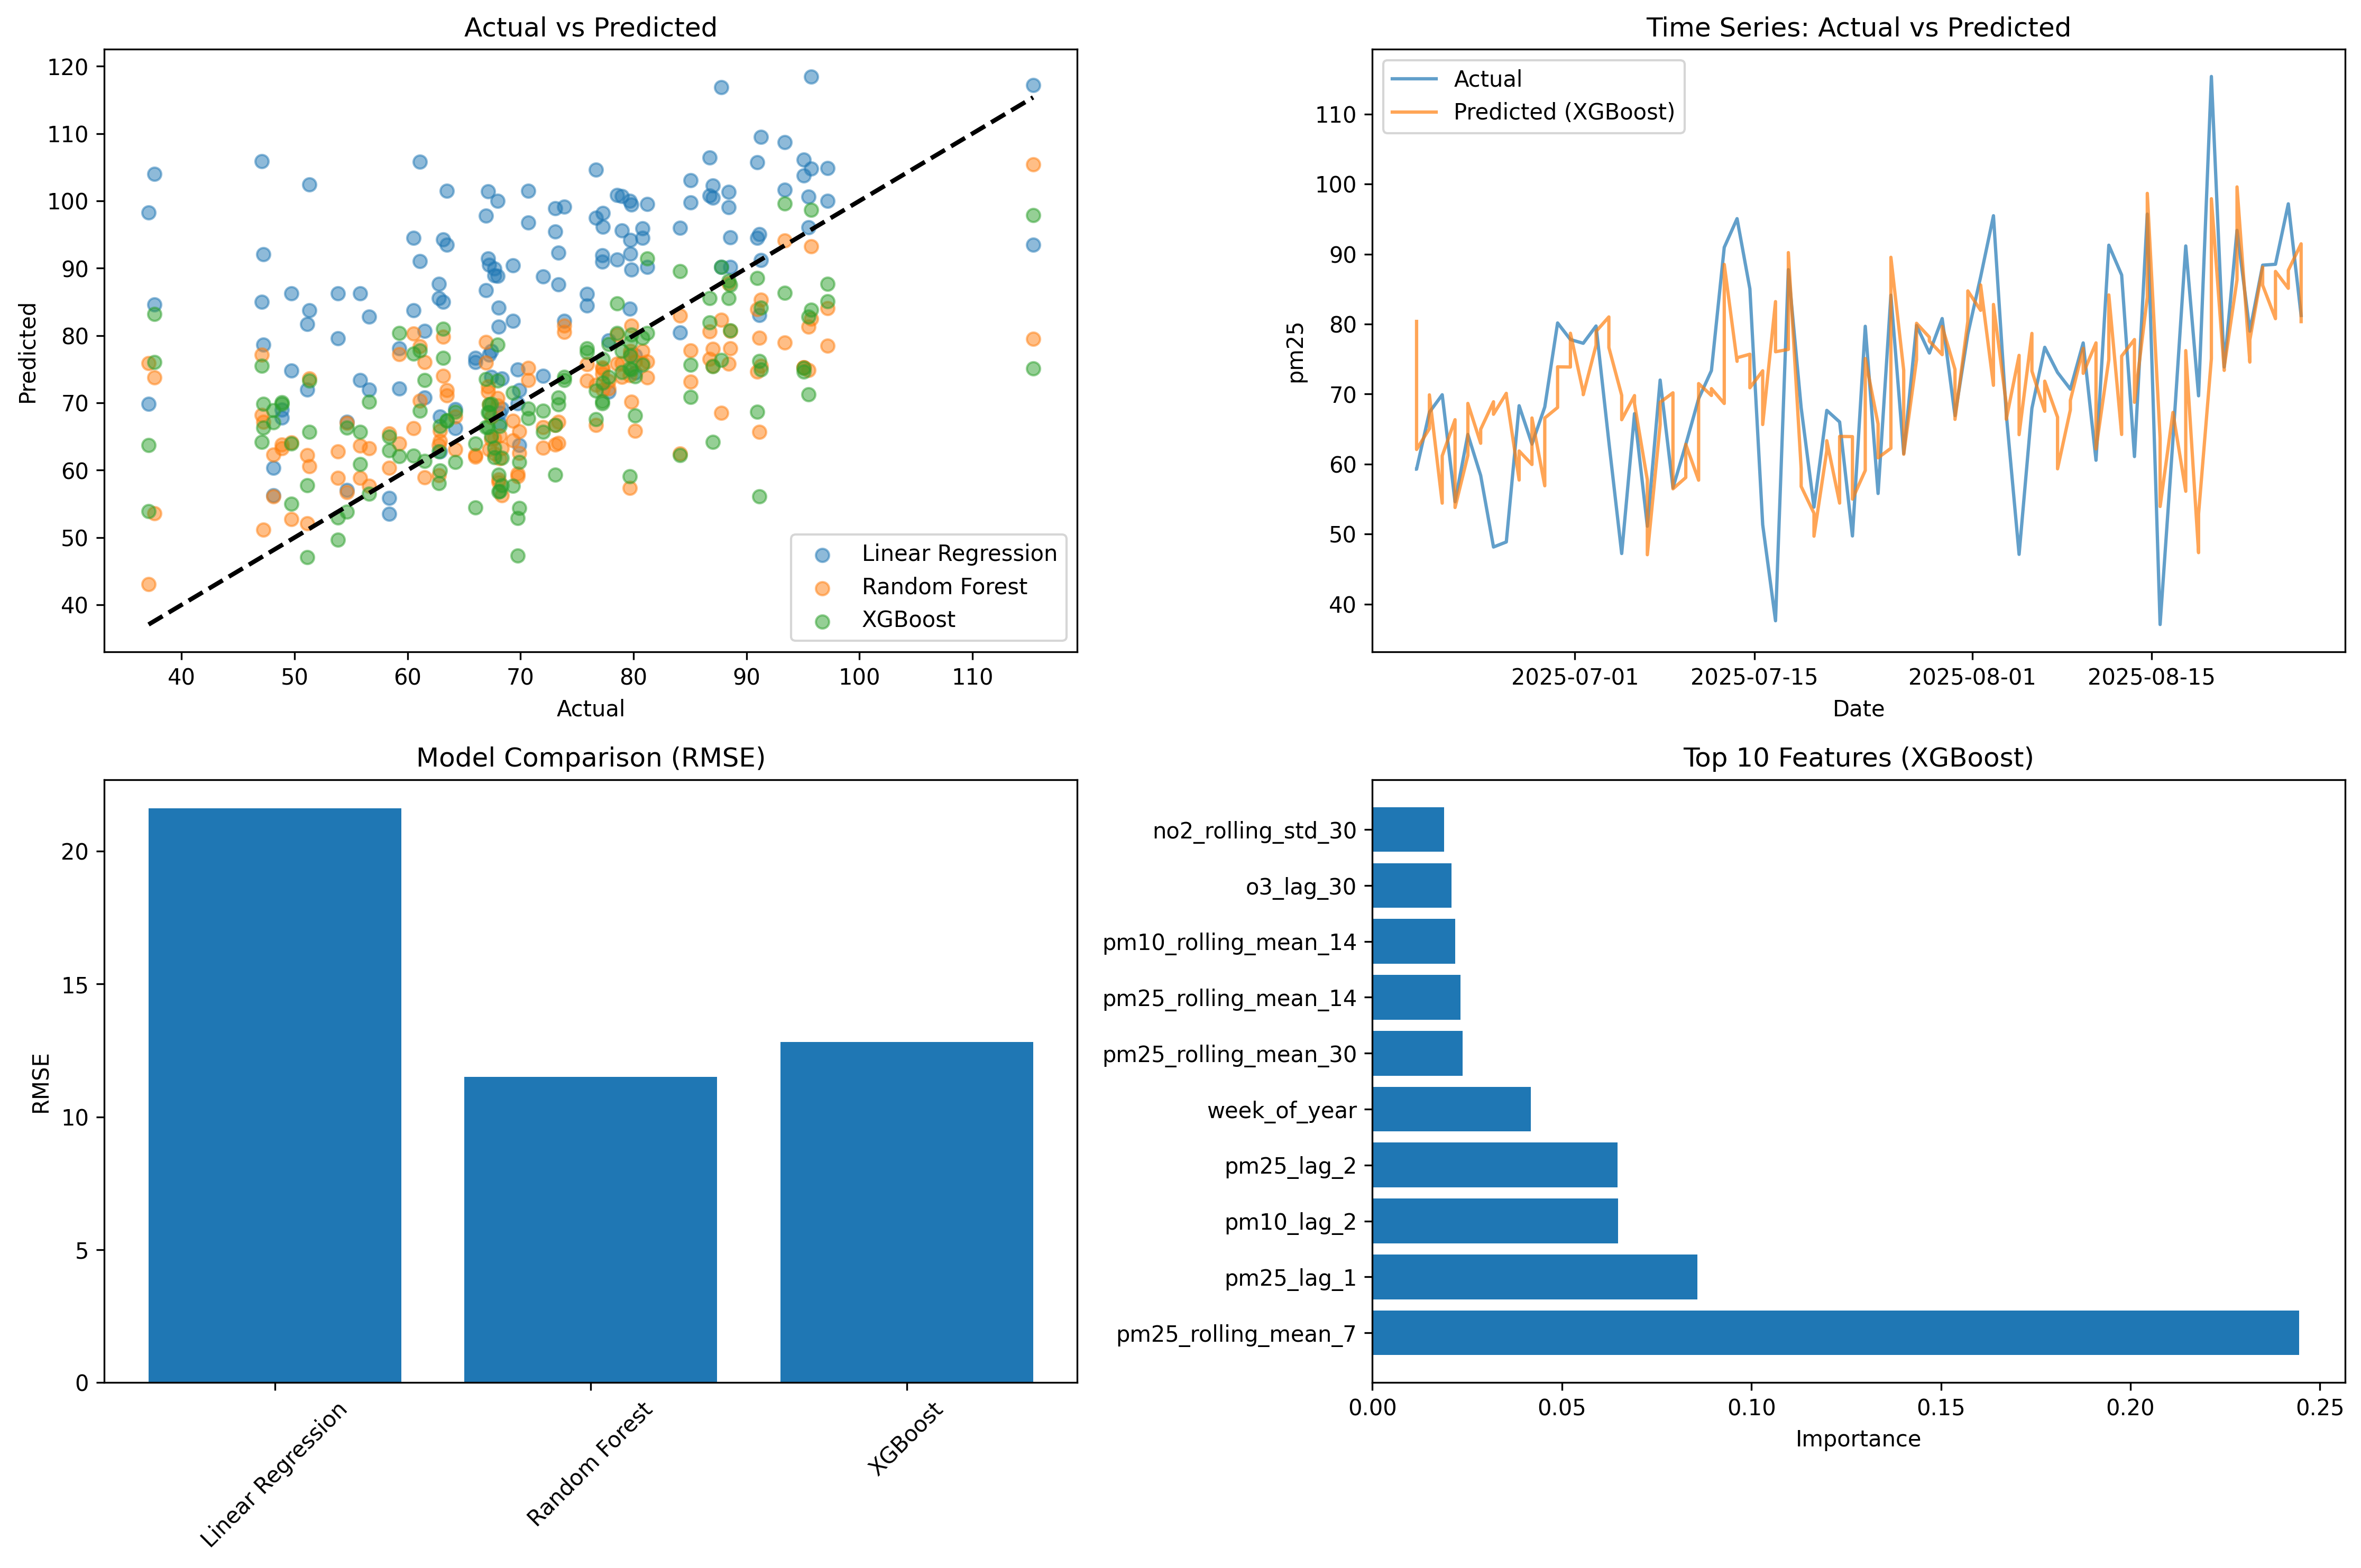 Actual vs Predicted
120
110
100
90
80
70
60
50
40
Predicted
Linear Regression
Random Forest
XGBoost
40 50 60 70 80 90 100 110
Actual
Time Series: Actual vs Predicted
Actual
Predicted (XGBoost)
110
100
90
80
70
60
50
40
pm25
2025-07-01 2025-07-15 2025-08-01 2025-08-15
Date
Model Comparison (RMSE)
20
15
10
5
0
RMSE
Linear Regression
Random Forest
XGBoost
Top 10 Features (XGBoost)
no2_rolling_std_30
o3_lag_30
pm10_rolling_mean_14
pm25_rolling_mean_14
pm25_rolling_mean_30
week_of_year
pm25_lag_2
pm10_lag_2
pm25_lag_1
pm25_rolling_mean_7
0.00 0.05 0.10 0.15 0.20 0.25
Importance